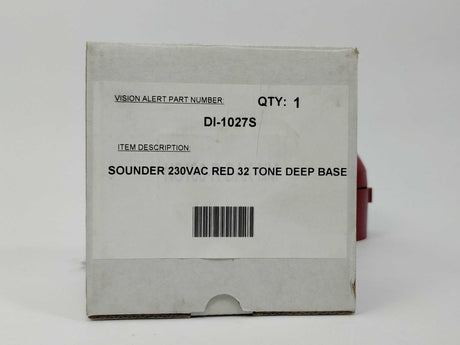 VISION ALERT PART NUMBER: QTY: 1
DI-1027S
ITEM DESCRIPTION:
SOUNDER 230VAC RED 32 TONE DEEP BASE